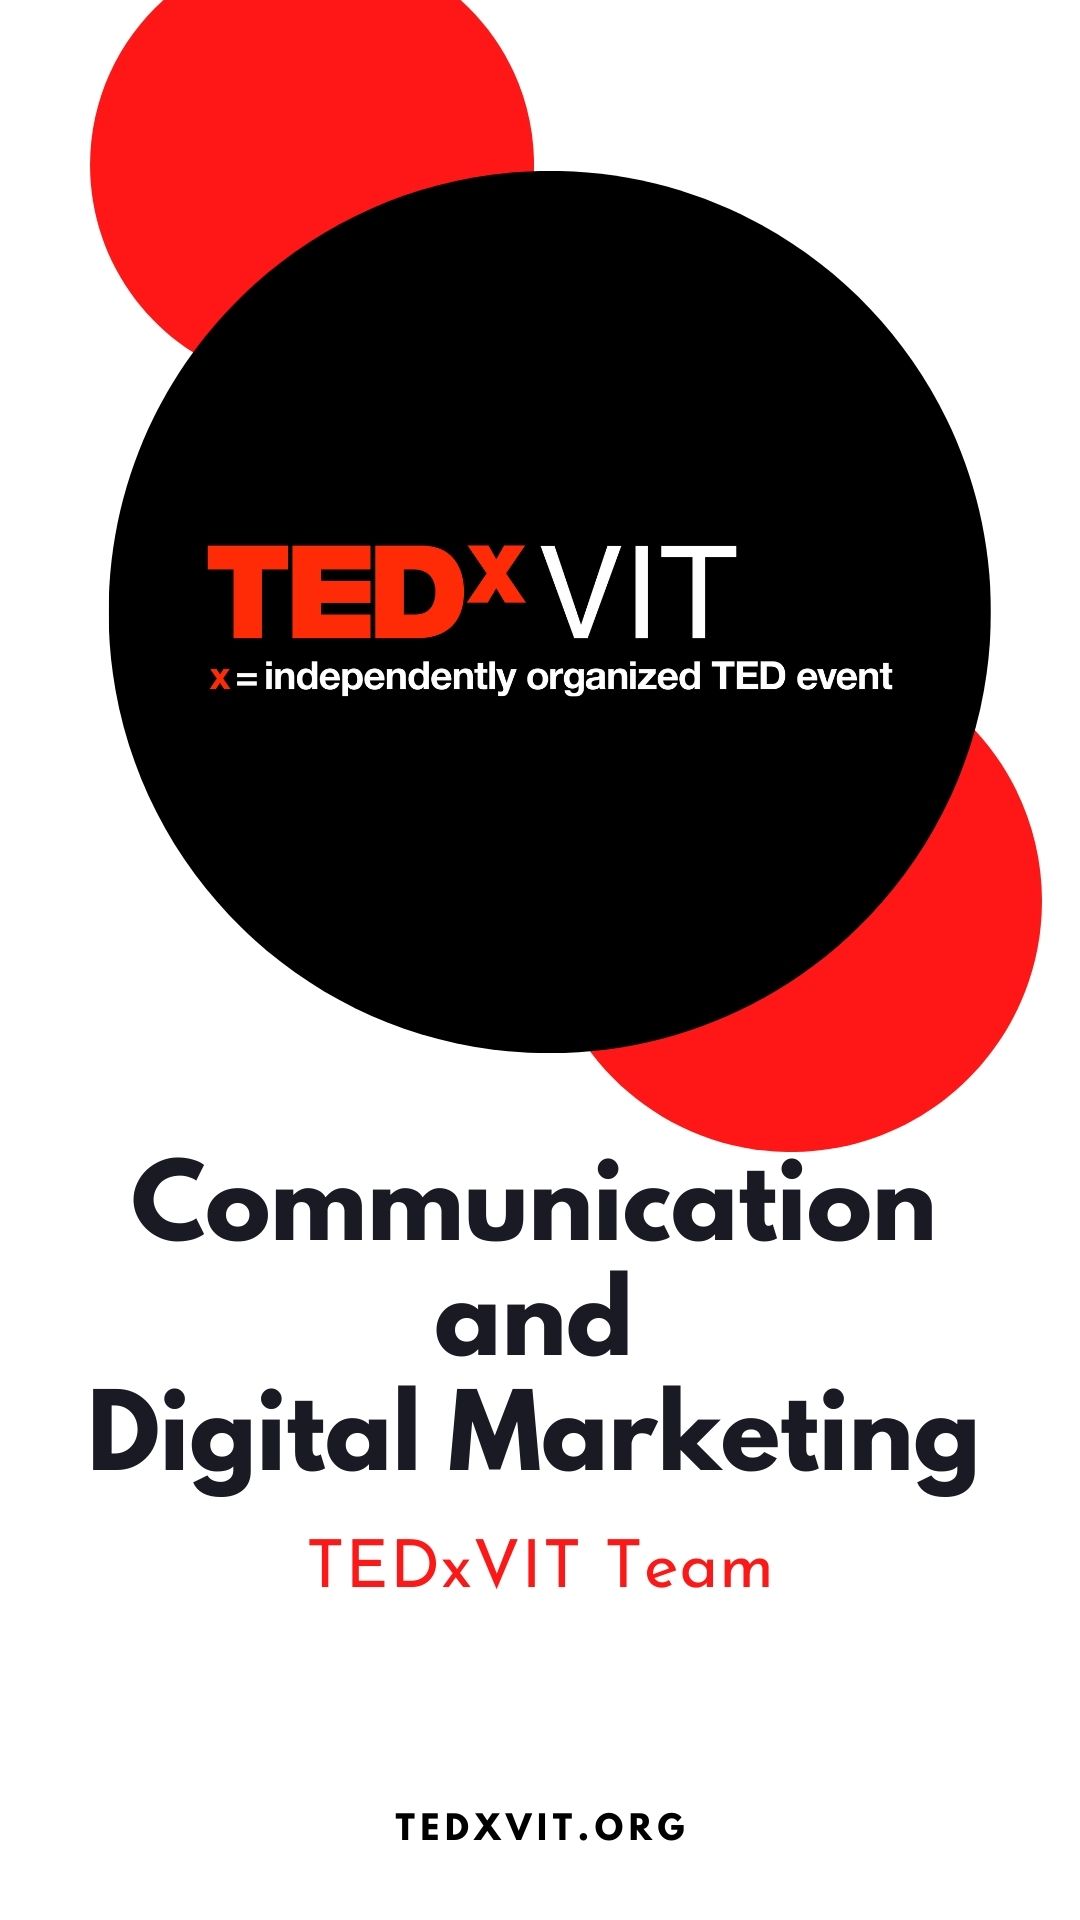 TEDx VIT
x = independently organized TED event
Communication
and
Digital Marketing
TEDxVIT Team
TEDXVIT.ORG